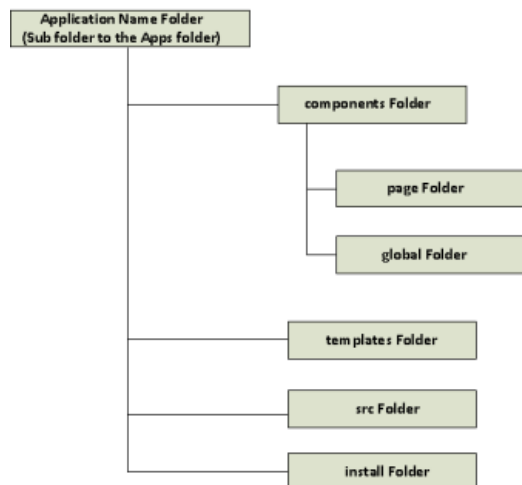 Application Name Folder
(Sub folder to the Apps folder)
components Folder
page Folder
global Folder
templates Folder
src Folder
install Folder